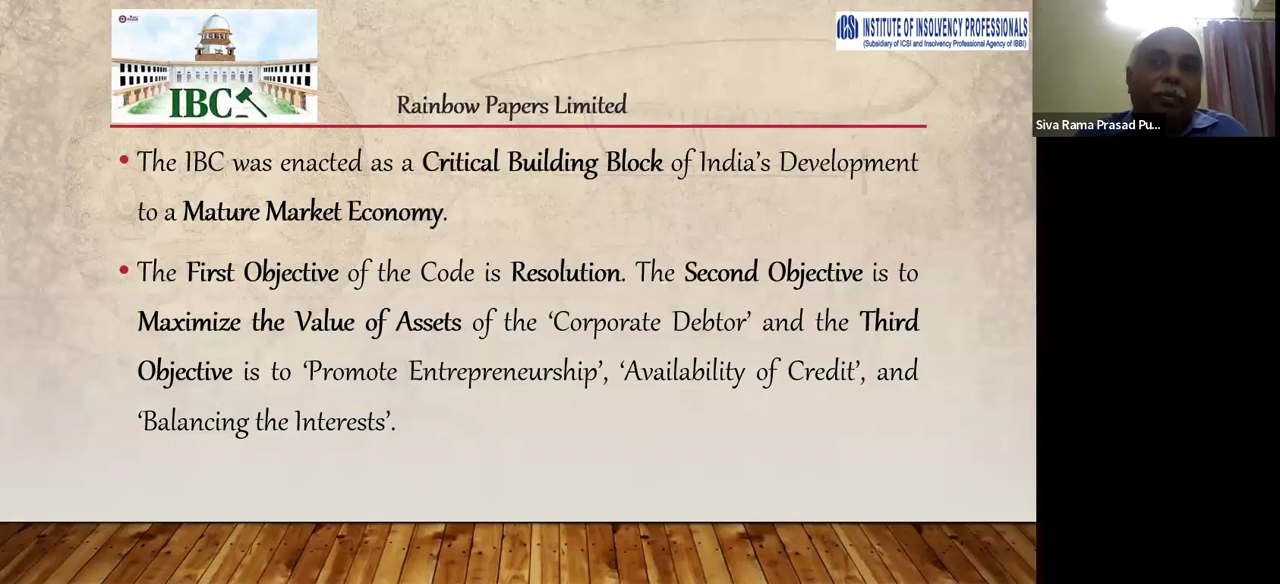 ICSI INSTITUTE OF INSOLVENCY PROFESSIONALS
(Subsidiary of ICSI and Insolvency Professional Agency of IBBI)
Siva Rama Prasad Pu...
IBC
Rainbow Papers Limited
• The IBC was enacted as a Critical Building Block of India's Development
to a Mature Market Economy.
• The First Objective of the Code is Resolution. The Second Objective is to
Maximize the Value of Assets of the 'Corporate Debtor' and the Third
Objective is to 'Promote Entrepreneurship', 'Availability of Credit', and
'Balancing the Interests'.